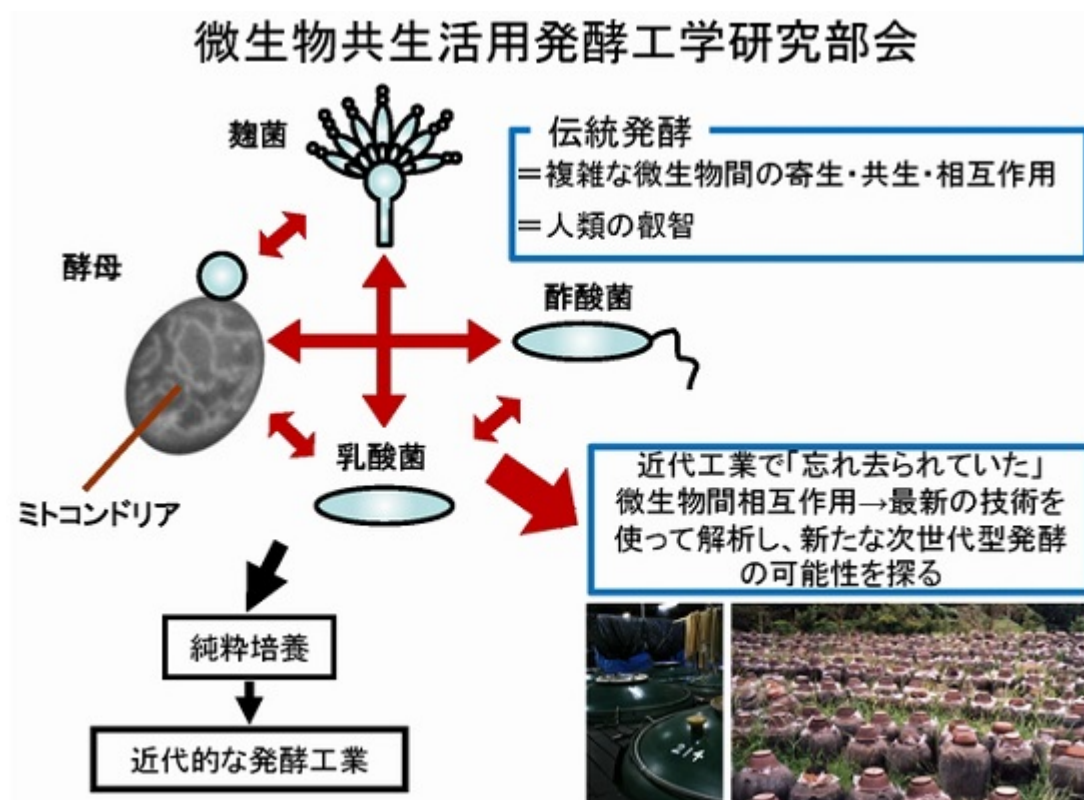 微生物共生活用発酵工学研究部会
麹菌
伝統発酵
＝複雑な微生物間の寄生・共生・相互作用
＝人類の叡智
酵母
酢酸菌
乳酸菌
ミトコンドリア
近代工業で「忘れ去られていた」
微生物間相互作用→最新の技術を
使って解析し、新たな次世代型発酵
の可能性を探る
純粋培養
近代的な発酵工業
214